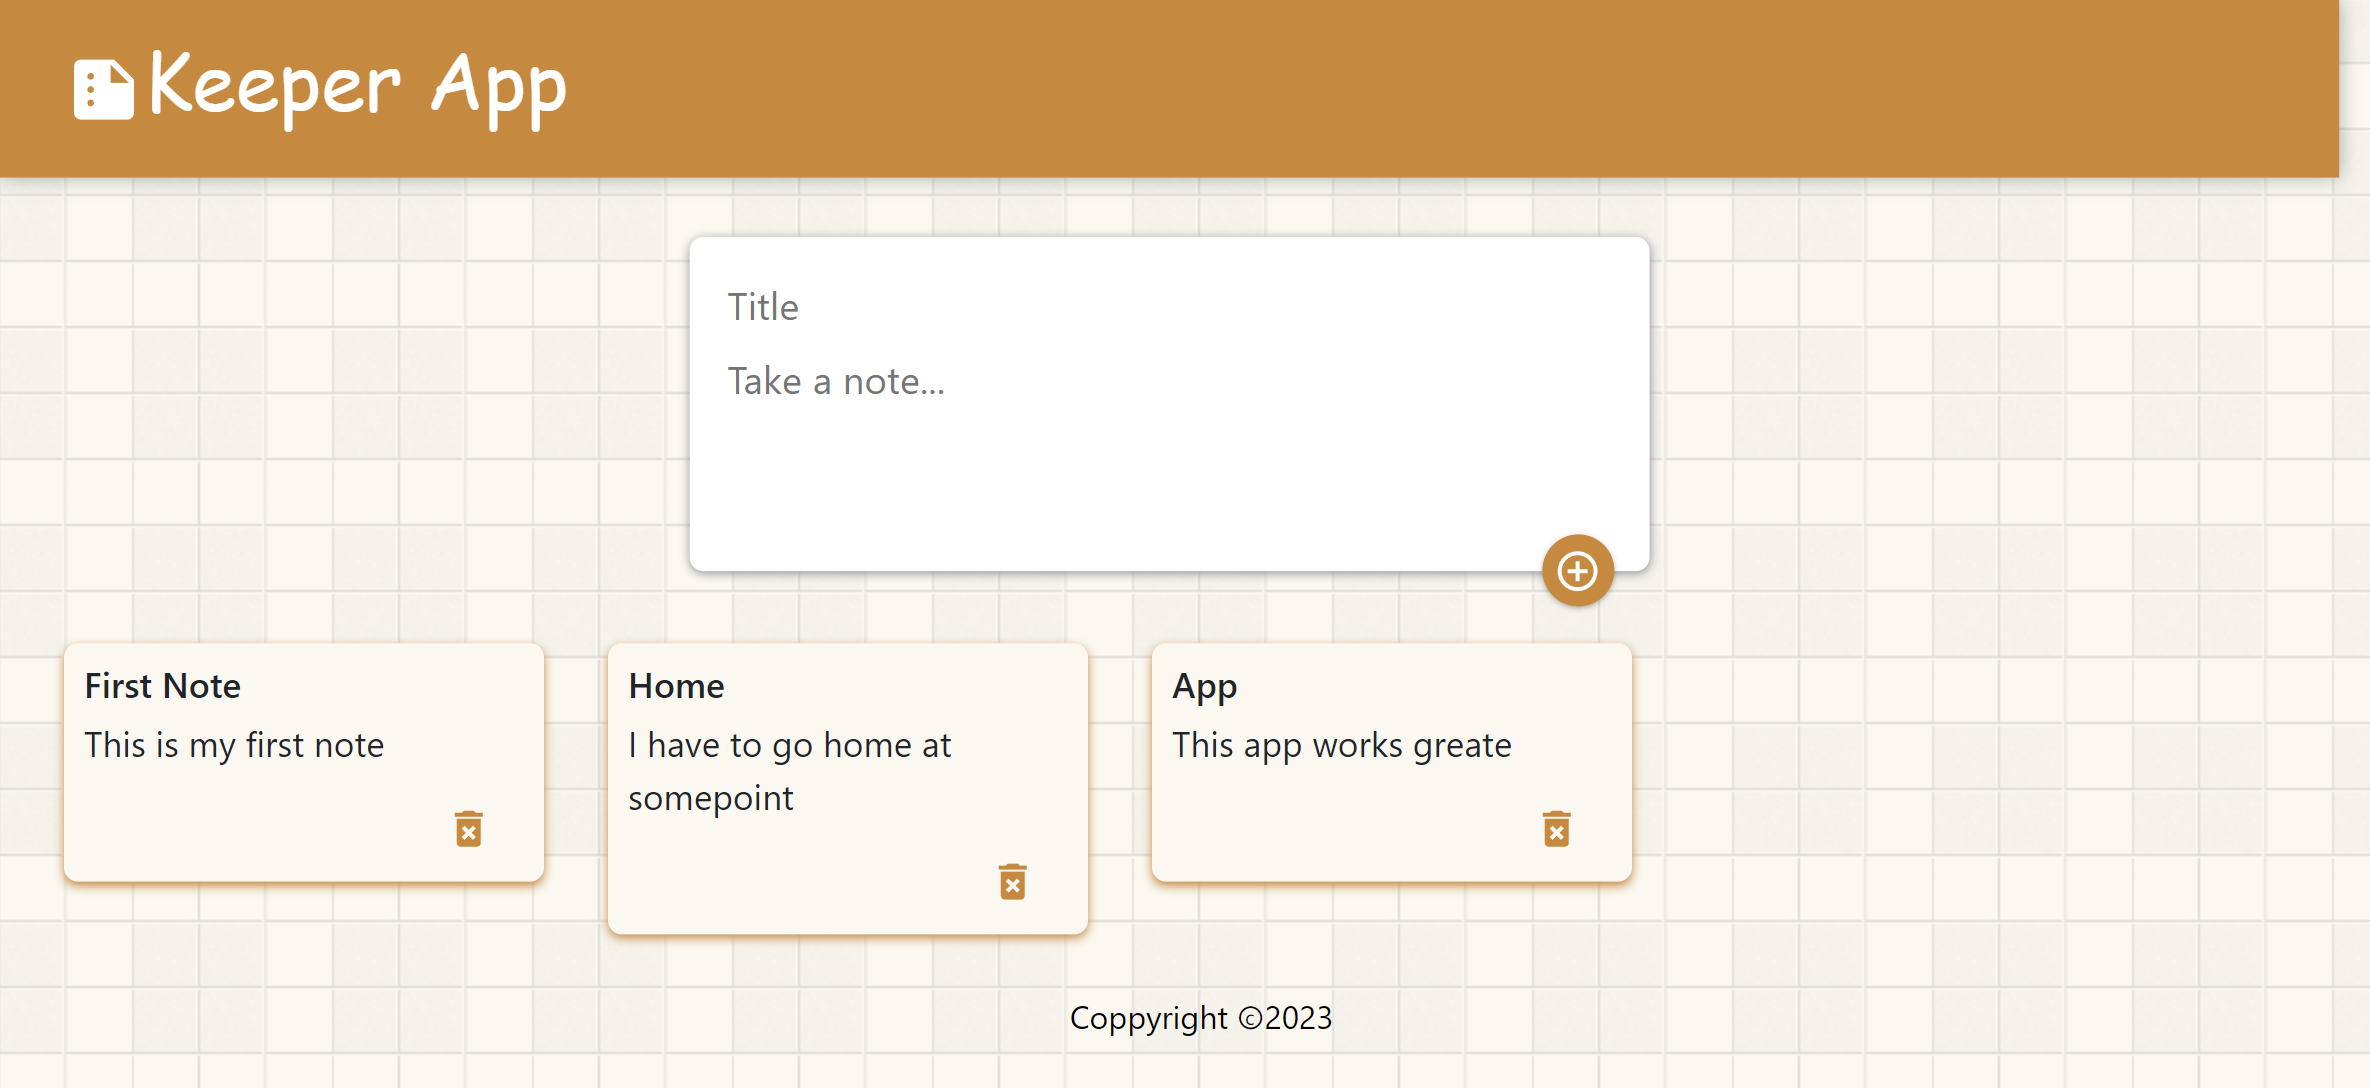 Keeper App
Title
Take a note...
First Note
This is my first note
Home
I have to go home at
somepoint
App
This app works greate
Coppyright ©2023